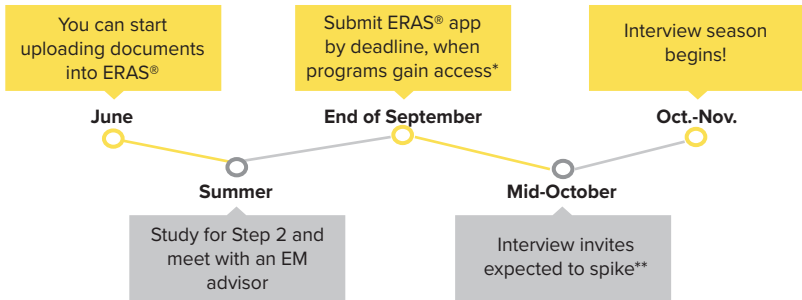 You can start
uploading documents
into ERAS®
June
Summer
Study for Step 2 and
meet with an EM
advisor
Submit ERAS® app
by deadline, when
programs gain access*
End of September
Mid-October
Interview invites
expected to spike**
Interview season
begins!
Oct.-Nov.